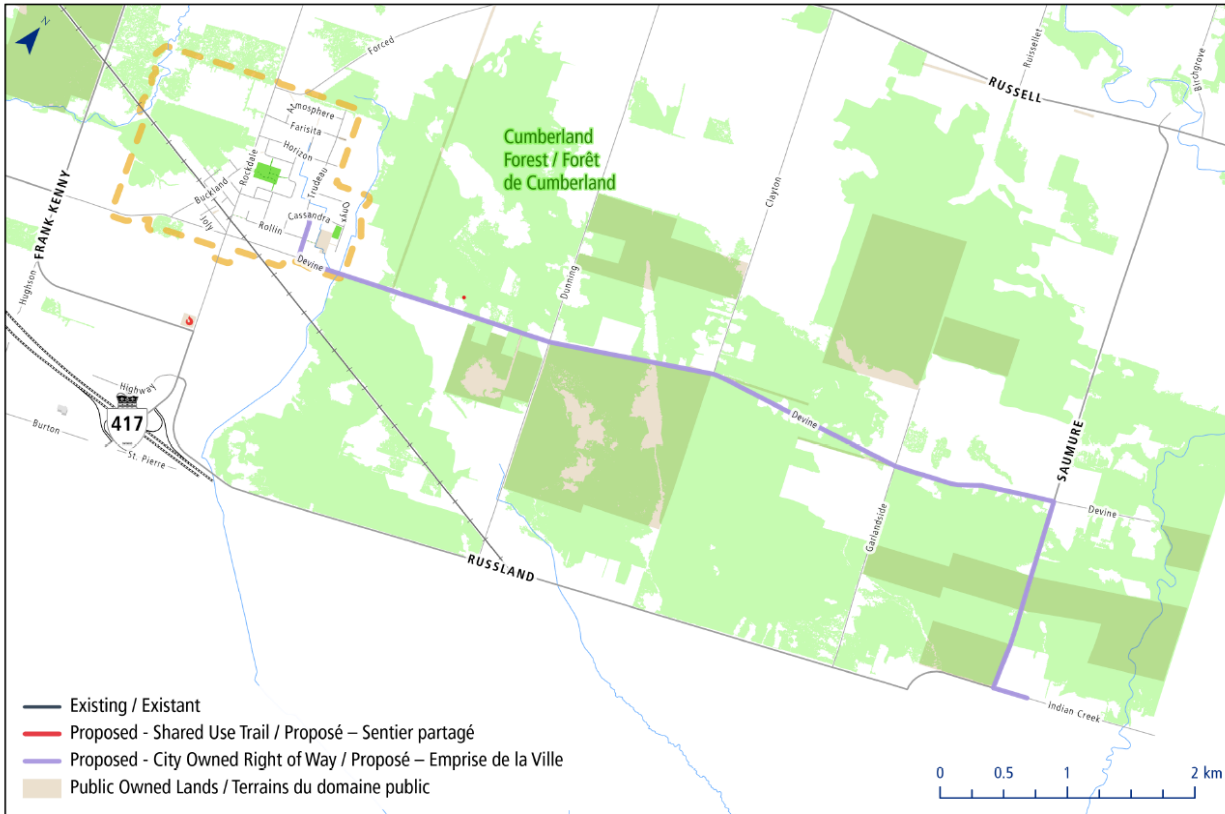 N
Forced
Ruissellet
Birchgrove
RUSSELL
Atmosphere
Farisita
Horizon
Cumberland
Forest / Forêt
de Cumberland
Rockdale
Trudeau
Buckland
Clayton
Cassandra
Onyx
Joly
Rollin
FRANK-KENNY
Devine
Dunning
Hughson
Highway
417
Burton
St. Pierre
Devine
SAUMURE
Devine
Garlandside
RUSSLAND
Indian Creek
Existing / Existant
Proposed - Shared Use Trail / Proposé – Sentier partagé
Proposed - City Owned Right of Way / Proposé – Emprise de la Ville
Public Owned Lands / Terrains du domaine public
0 0.5 1 2 km